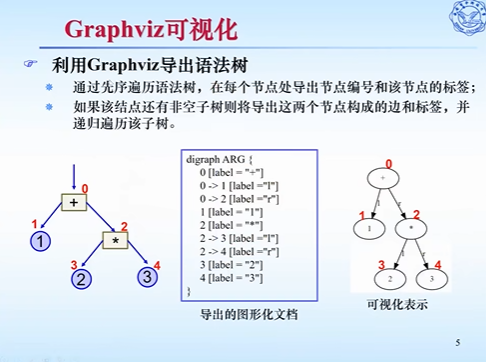 Graphviz可视化
利用Graphviz导出语法树
通过先序遍历语法树，在每个节点处导出节点编号和该节点的标签；
如果该结点还有非空子树则将导出这两个节点构成的边和标签，并
递归遍历该子树。
0
+
1
1
2
*
3
2
4
3
digraph ARG {
0 [label = "+"]
0 -> 1 [label ="l"]
0 -> 2 [label ="r"]
1 [label = "1"]
2 [label = "*"]
2 -> 3 [label ="l"]
2 -> 4 [label ="r"]
3 [label = "2"]
4 [label = "3"]
}
导出的图形化文档
0
+
l
r
1
1
2
*
l
r
3
2
4
3
可视化表示
5